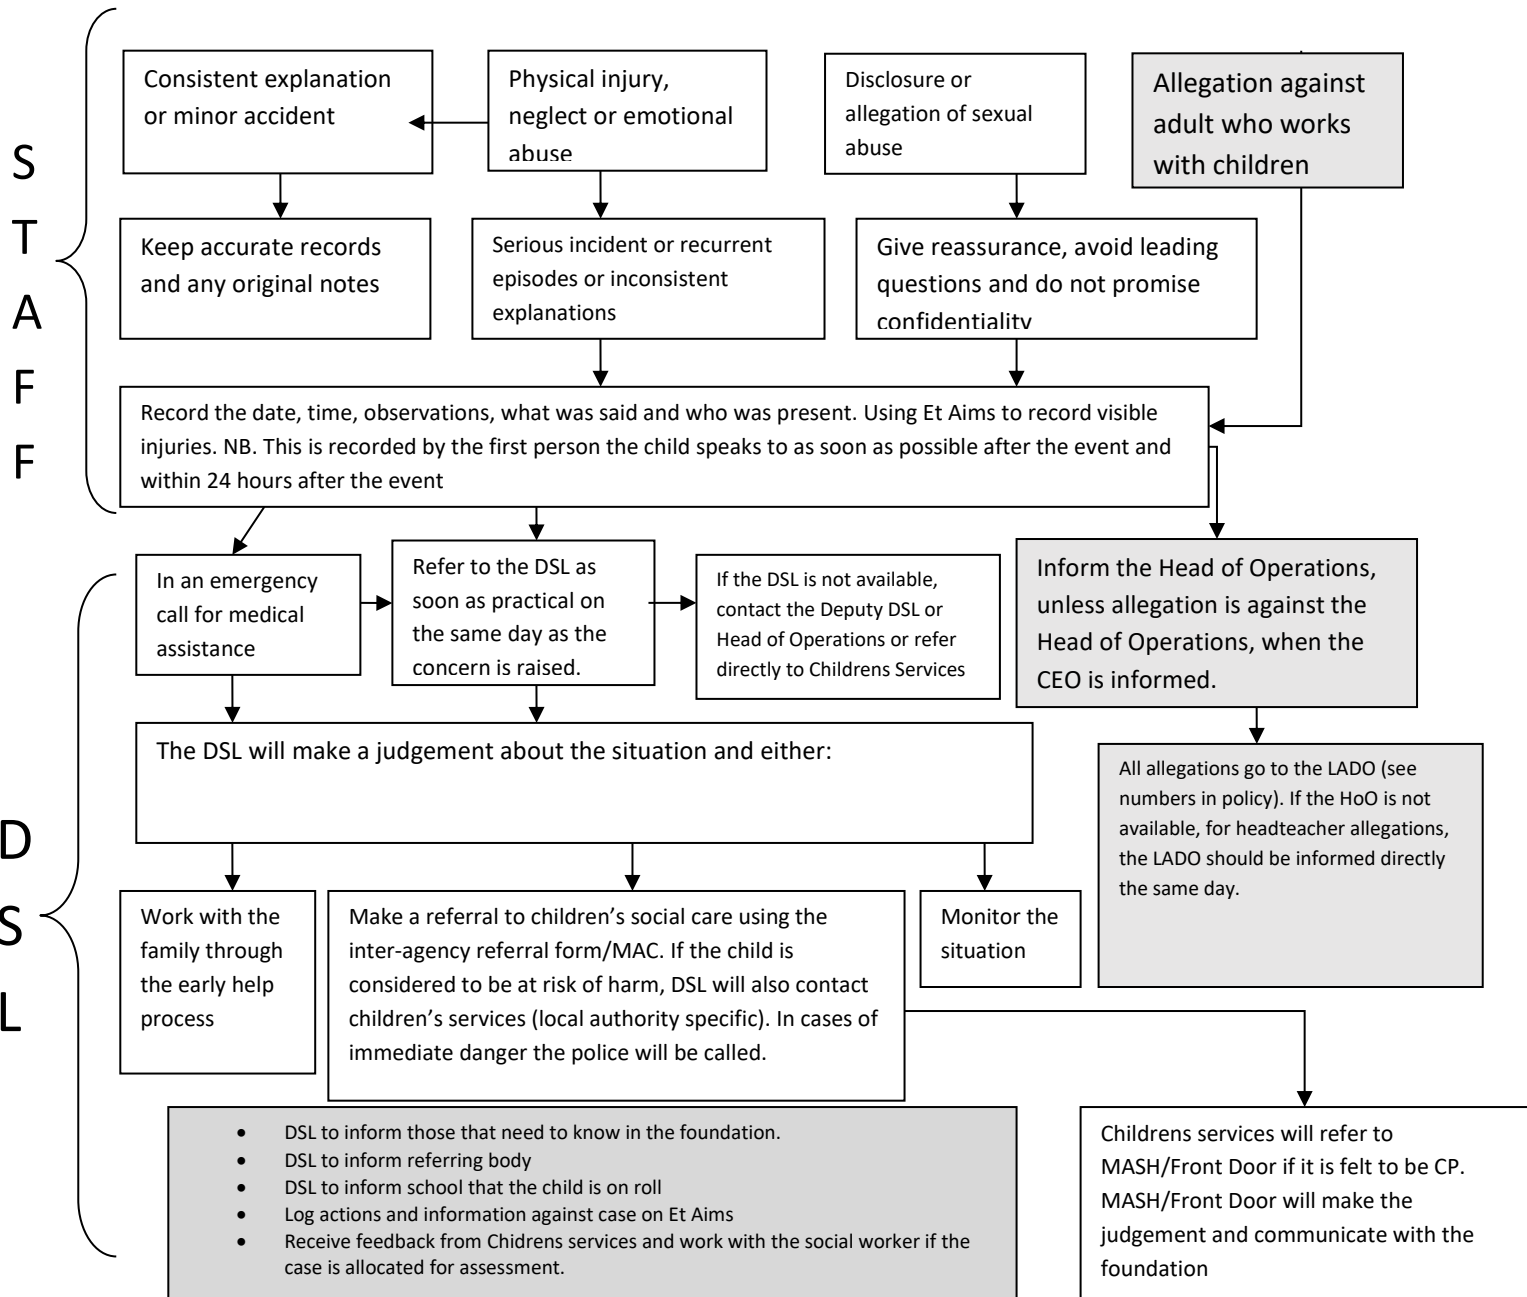 S
T
A
F
F
Consistent explanation
or minor accident
Physical injury,
neglect or emotional
abuse
Disclosure or
allegation of sexual
abuse
Allegation against
adult who works
with children
Keep accurate records
and any original notes
Serious incident or recurrent
episodes or inconsistent
explanations
Give reassurance, avoid leading
questions and do not promise
confidentiality
Record the date, time, observations, what was said and who was present. Using Et Aims to record visible
injuries. NB. This is recorded by the first person the child speaks to as soon as possible after the event and
within 24 hours after the event
D
S
L
In an emergency
call for medical
assistance
Refer to the DSL as
soon as practical on
the same day as the
concern is raised.
If the DSL is not available,
contact the Deputy DSL or
Head of Operations or refer
directly to Childrens Services
Inform the Head of Operations,
unless allegation is against the
Head of Operations, when the
CEO is informed.
The DSL will make a judgement about the situation and either:
All allegations go to the LADO (see
numbers in policy). If the HoO is not
available, for headteacher allegations,
the LADO should be informed directly
the same day.
Work with the
family through
the early help
process
Make a referral to children’s social care using the
inter-agency referral form/MAC. If the child is
considered to be at risk of harm, DSL will also contact
children’s services (local authority specific). In cases of
immediate danger the police will be called.
Monitor the
situation
• DSL to inform those that need to know in the foundation.
• DSL to inform referring body
• DSL to inform school that the child is on roll
• Log actions and information against case on Et Aims
• Receive feedback from Chidrens services and work with the social worker if the
case is allocated for assessment.
Childrens services will refer to
MASH/Front Door if it is felt to be CP.
MASH/Front Door will make the
judgement and communicate with the
foundation